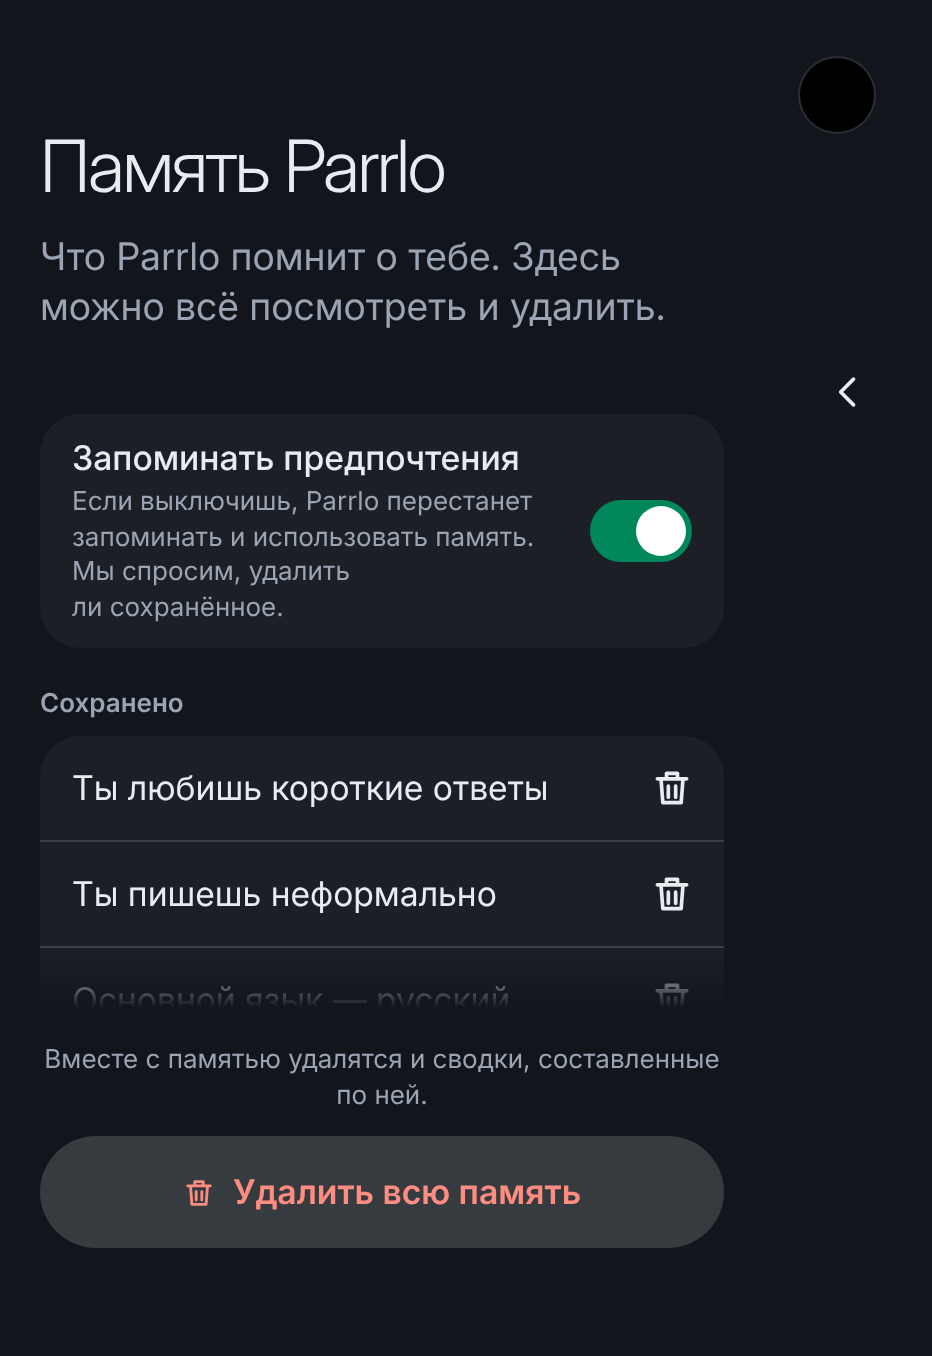 Память Parrlo
Что Parrlo помнит о тебе. Здесь
можно всё посмотреть и удалить.
Запоминать предпочтения
Если выключишь, Parrlo перестанет
запоминать и использовать память.
Мы спросим, удалить
ли сохранённое.
Сохранено
Ты любишь короткие ответы
Ты пишешь неформально
Основной язык — русский
Вместе с памятью удалятся и сводки, составленные
по ней.
Удалить всю память